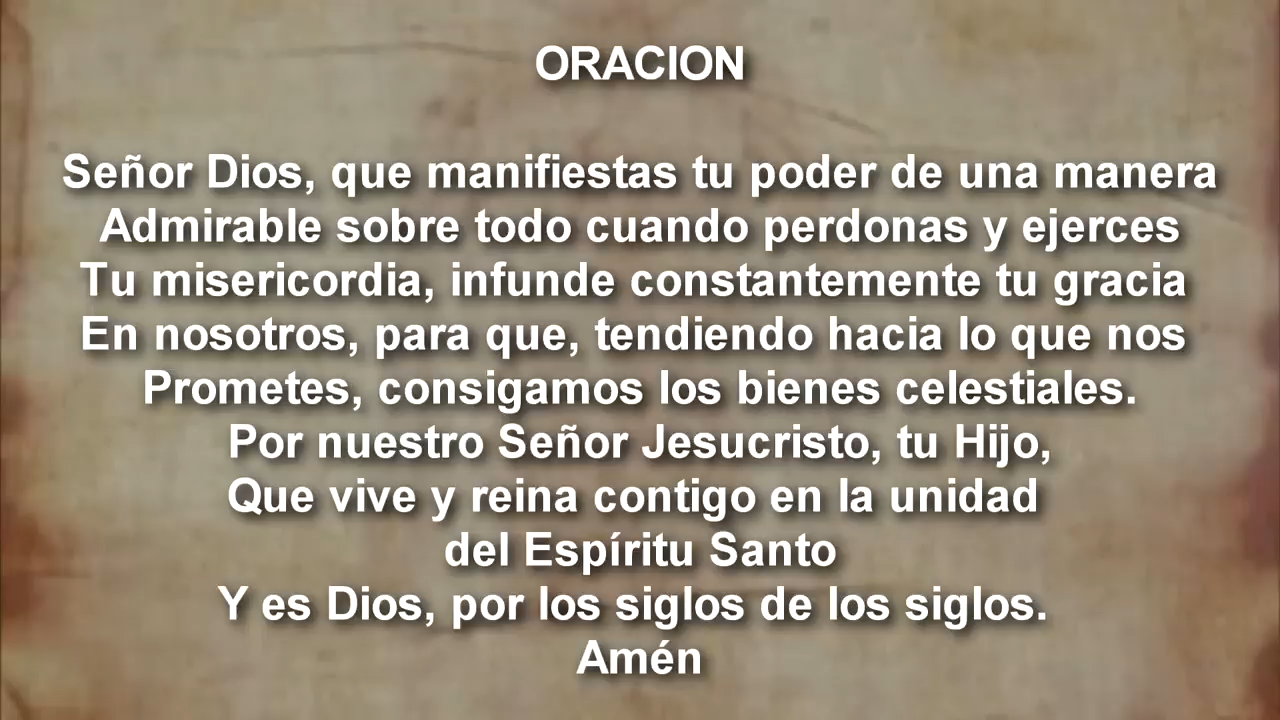 ORACION
Señor Dios, que manifiestas tu poder de una manera
Admirable sobre todo cuando perdonas y ejerces
Tu misericordia, infunde constantemente tu gracia
En nosotros, para que, tendiendo hacia lo que nos
Prometes, consigamos los bienes celestiales.
Por nuestro Señor Jesucristo, tu Hijo,
Que vive y reina contigo en la unidad
del Espíritu Santo
Y es Dios, por los siglos de los siglos.
Amén